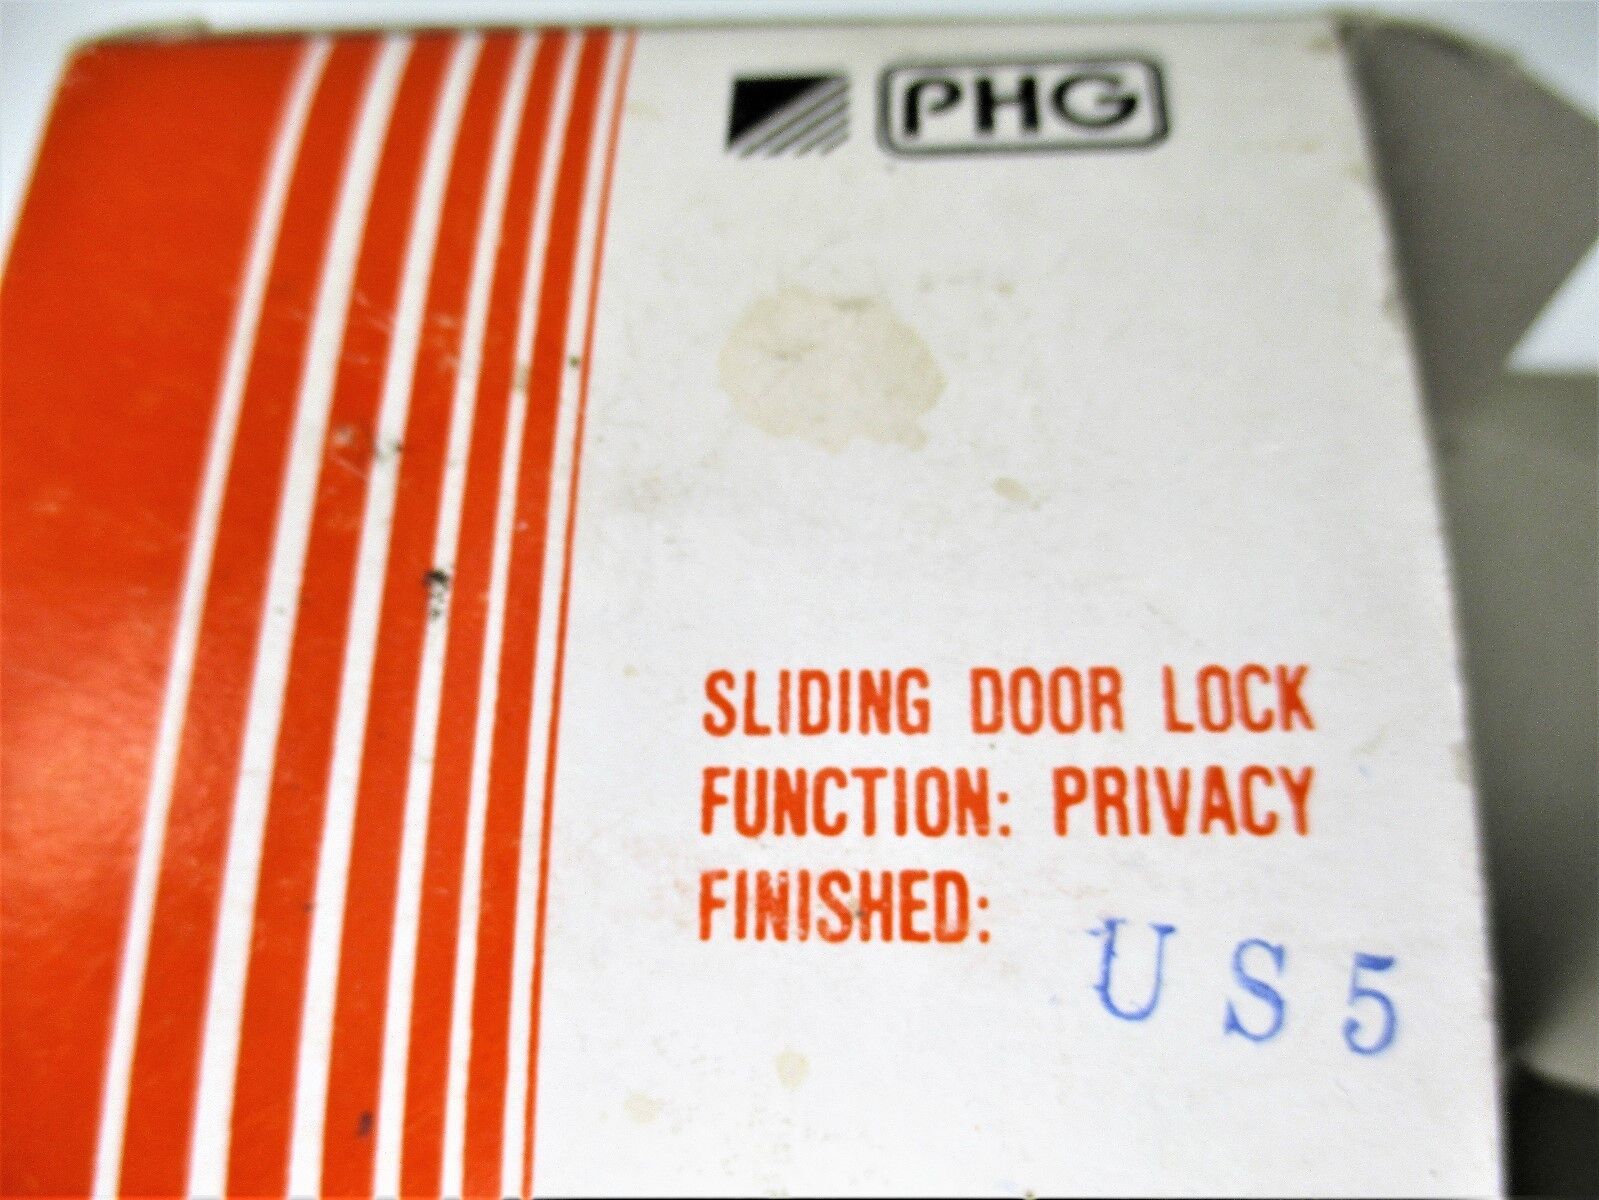 PHG
SLIDING DOOR LOCK
FUNCTION: PRIVACY
FINISHED: US5